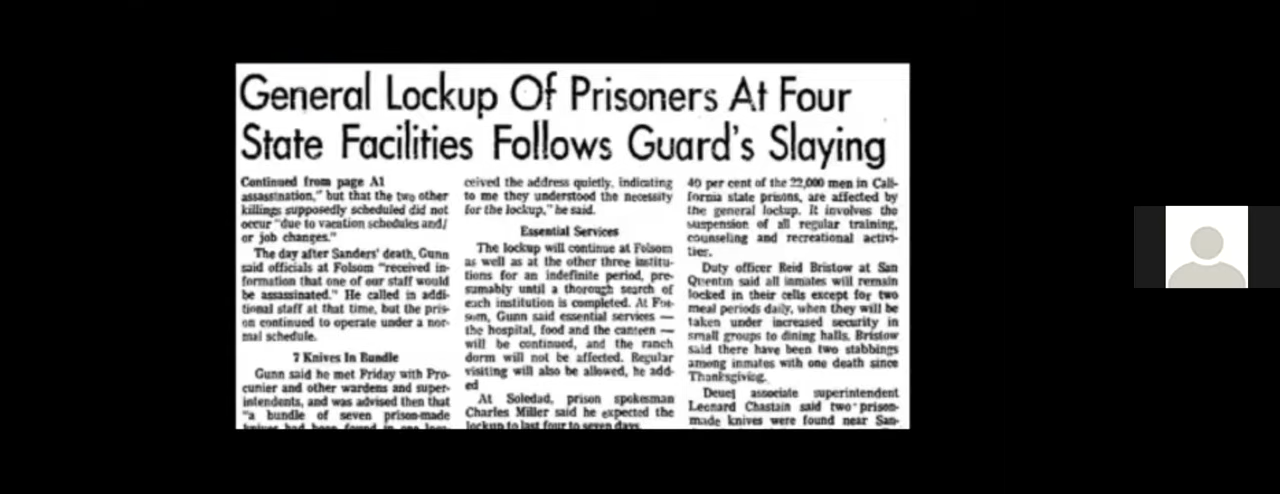 General Lockup Of Prisoners At Four
State Facilities Follows Guard's Slaying
Continued from page A1
assassination," but that the two other
killings supposedly scheduled did not
occur "due to vacation schedules and/
or job changes."
The day after Sanders' death, Gunn
said officials at Folsom "received in-
formation that one of our staff would
be assassinated." He called in addi-
tional staff at that time, but the pris-
on continued to operate under a nor-
mal schedule.
7 Knives In Bundle
Gunn said he met Friday with Pro-
cunier and other wardens and super-
intendents, and was advised then that
"a bundle of seven prison-made
knives had been found in one
ceived the address quietly, indicating
to me they understood the necessity
for the lockup," he said.
Essential Services
The lockup will continue at Folsom
as well as at the other three institu-
tions for an indefinite period, pre-
sumably until a thorough search of
each institution is completed. At Fol-
som, Gunn said essential services —
the hospital, food and the canteen —
will be continued, and the ranch
dorm will not be affected. Regular
visiting will also be allowed, he add-
ed
At Soledad, prison spokesman
Charles Miller said he expected the
lockup to last four to seven days.
40 per cent of the 22,000 men in Cali-
fornia state prisons, are affected by
the general lockup. It involves the
suspension of all regular training,
counseling and recreational activi-
ties.
Duty officer Reid Bristow at San
Quentin said all inmates will remain
locked in their cells except for two
meal periods daily, when they will be
taken under increased security in
small groups to dining halls. Bristow
said there have been two stabbings
among inmates with one death since
Thanksgiving.
Deuel associate superintendent
Leonard Chastain said two prison-
made knives were found near San-